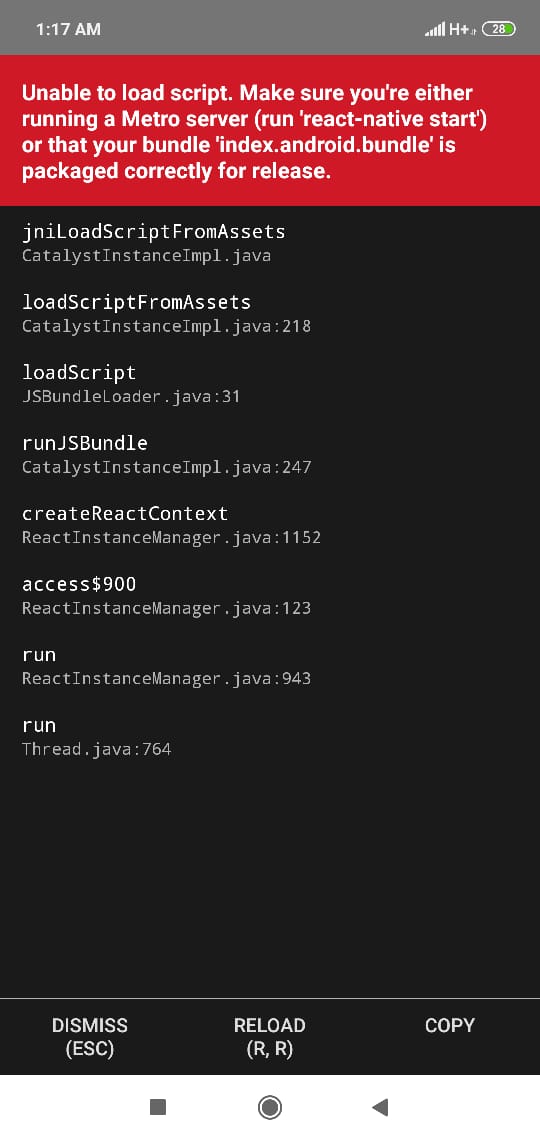 1:17 AM
H+
28
Unable to load script. Make sure you're either
running a Metro server (run 'react-native start')
or that your bundle 'index.android.bundle' is
packaged correctly for release.
jniLoadScriptFromAssets
CatalystInstanceImpl.java
loadScriptFromAssets
CatalystInstanceImpl.java:218
loadScript
JSBundleLoader.java:31
runJSBundle
CatalystInstanceImpl.java:247
createReactContext
ReactInstanceManager.java:1152
access$900
ReactInstanceManager.java:123
run
ReactInstanceManager.java:943
run
Thread.java:764
DISMISS
(ESC)
RELOAD
(R, R)
COPY